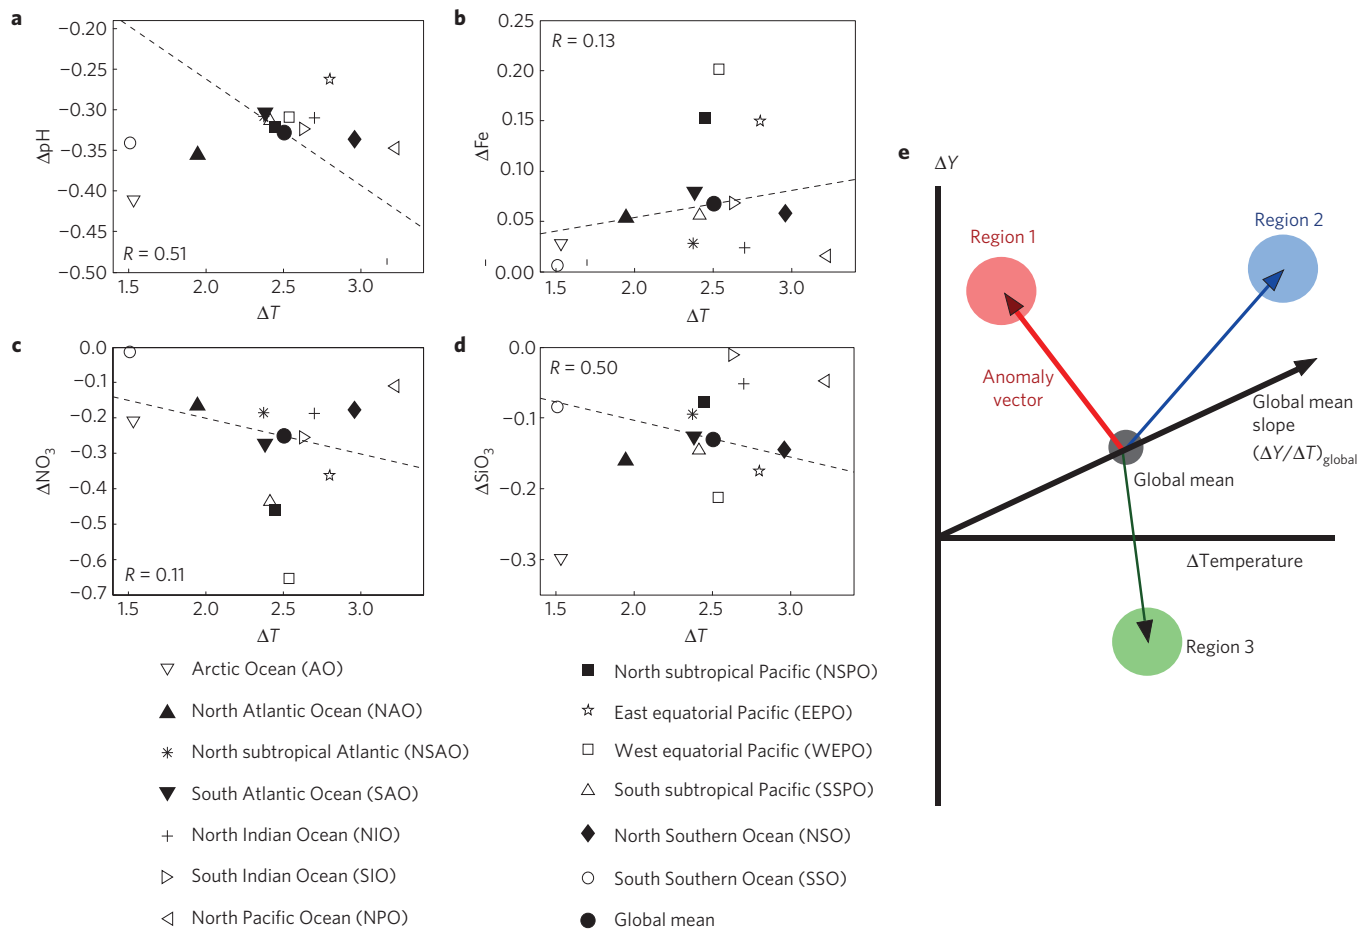 a
−0.20
−0.30
−0.35
−0.40
−0.45
−0.50
ΔpH
R = 0.51
1.5 2.0 2.5 3.0
ΔT
b
0.25
0.20
0.15
0.10
0.05
0.00
ΔFe
R = 0.13
1.5 2.0 2.5 3.0
ΔT
c
0.0
−0.1
−0.2
−0.3
−0.4
−0.5
−0.6
−0.7
ΔNO3
R = 0.11
1.5 2.0 2.5 3.0
ΔT
d
0.0
−0.1
−0.2
−0.3
ΔSiO3
R = 0.50
1.5 2.0 2.5 3.0
ΔT
e
ΔY
Region 1
Region 2
Anomaly
vector
Global mean
slope
(ΔY/ΔT)global
Global mean
ΔTemperature
Region 3
Arctic Ocean (AO)
North Atlantic Ocean (NAO)
North subtropical Atlantic (NSAO)
South Atlantic Ocean (SAO)
North Indian Ocean (NIO)
South Indian Ocean (SIO)
North Pacific Ocean (NPO)
North subtropical Pacific (NSPO)
East equatorial Pacific (EEPO)
West equatorial Pacific (WEPO)
South subtropical Pacific (SSPO)
North Southern Ocean (NSO)
South Southern Ocean (SSO)
Global mean